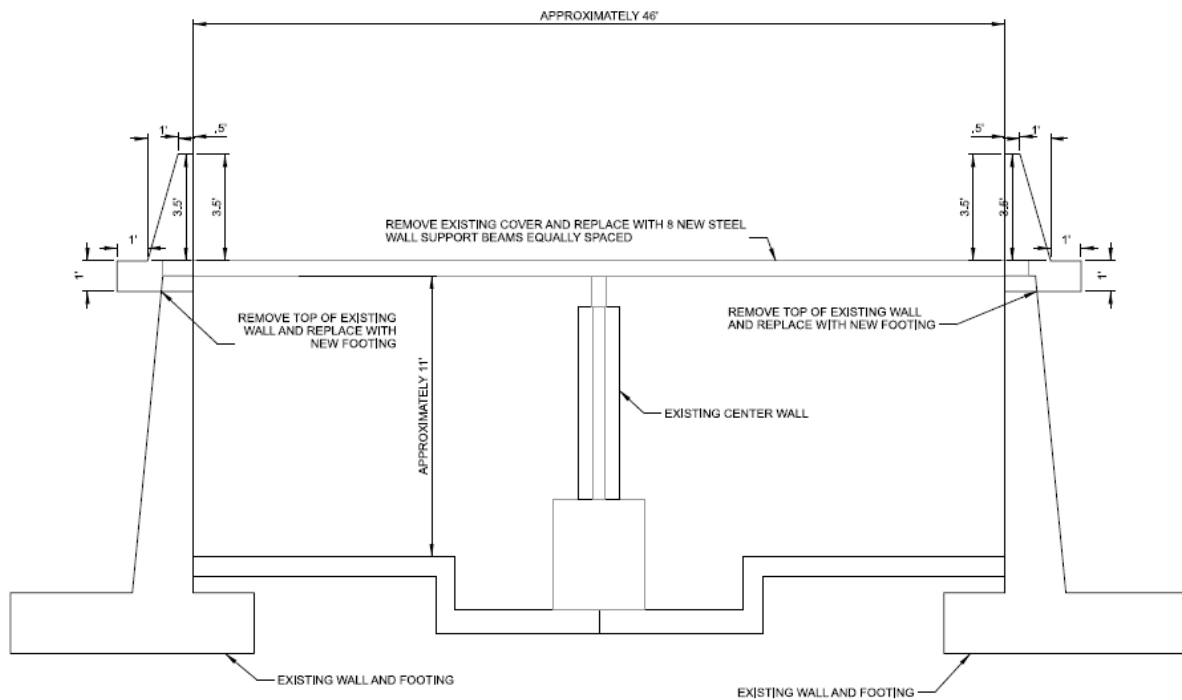 APPROXIMATELY 46'
1'
.5'
.5'
1'
3.5'
3.5'
3.5'
3.5'
REMOVE EXISTING COVER AND REPLACE WITH 8 NEW STEEL
WALL SUPPORT BEAMS EQUALLY SPACED
1'
1'
1'
1'
REMOVE TOP OF EXISTING
WALL AND REPLACE WITH
NEW FOOTING
REMOVE TOP OF EXISTING WALL
AND REPLACE WITH NEW FOOTING
APPROXIMATELY 11'
EXISTING CENTER WALL
EXISTING WALL AND FOOTING
EXISTING WALL AND FOOTING